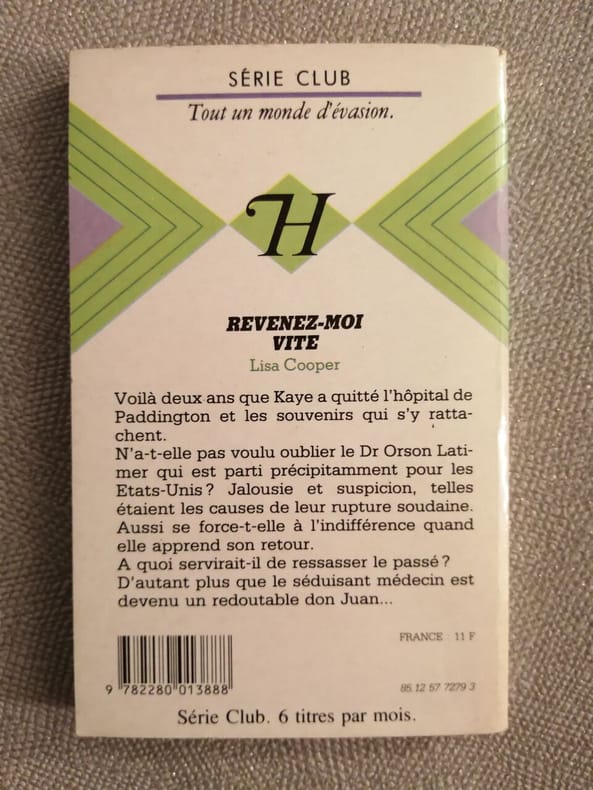 SÉRIE CLUB
Tout un monde d'évasion.
H
REVENEZ-MOI
VITE
Lisa Cooper
Voilà deux ans que Kaye a quitté l'hôpital de
Paddington et les souvenirs qui s'y ratta-
chent.
N'a-t-elle pas voulu oublier le Dr Orson Lati-
mer qui est parti précipitamment pour les
Etats-Unis? Jalousie et suspicion, telles
étaient les causes de leur rupture soudaine.
Aussi se force-t-elle à l'indifférence quand
elle apprend son retour.
A quoi servirait-il de ressasser le passé?
D'autant plus que le séduisant médecin est
devenu un redoutable don Juan...
FRANCE : 11 F
9 782280 013888
85.12 57 7279 3
Série Club. 6 titres par mois.